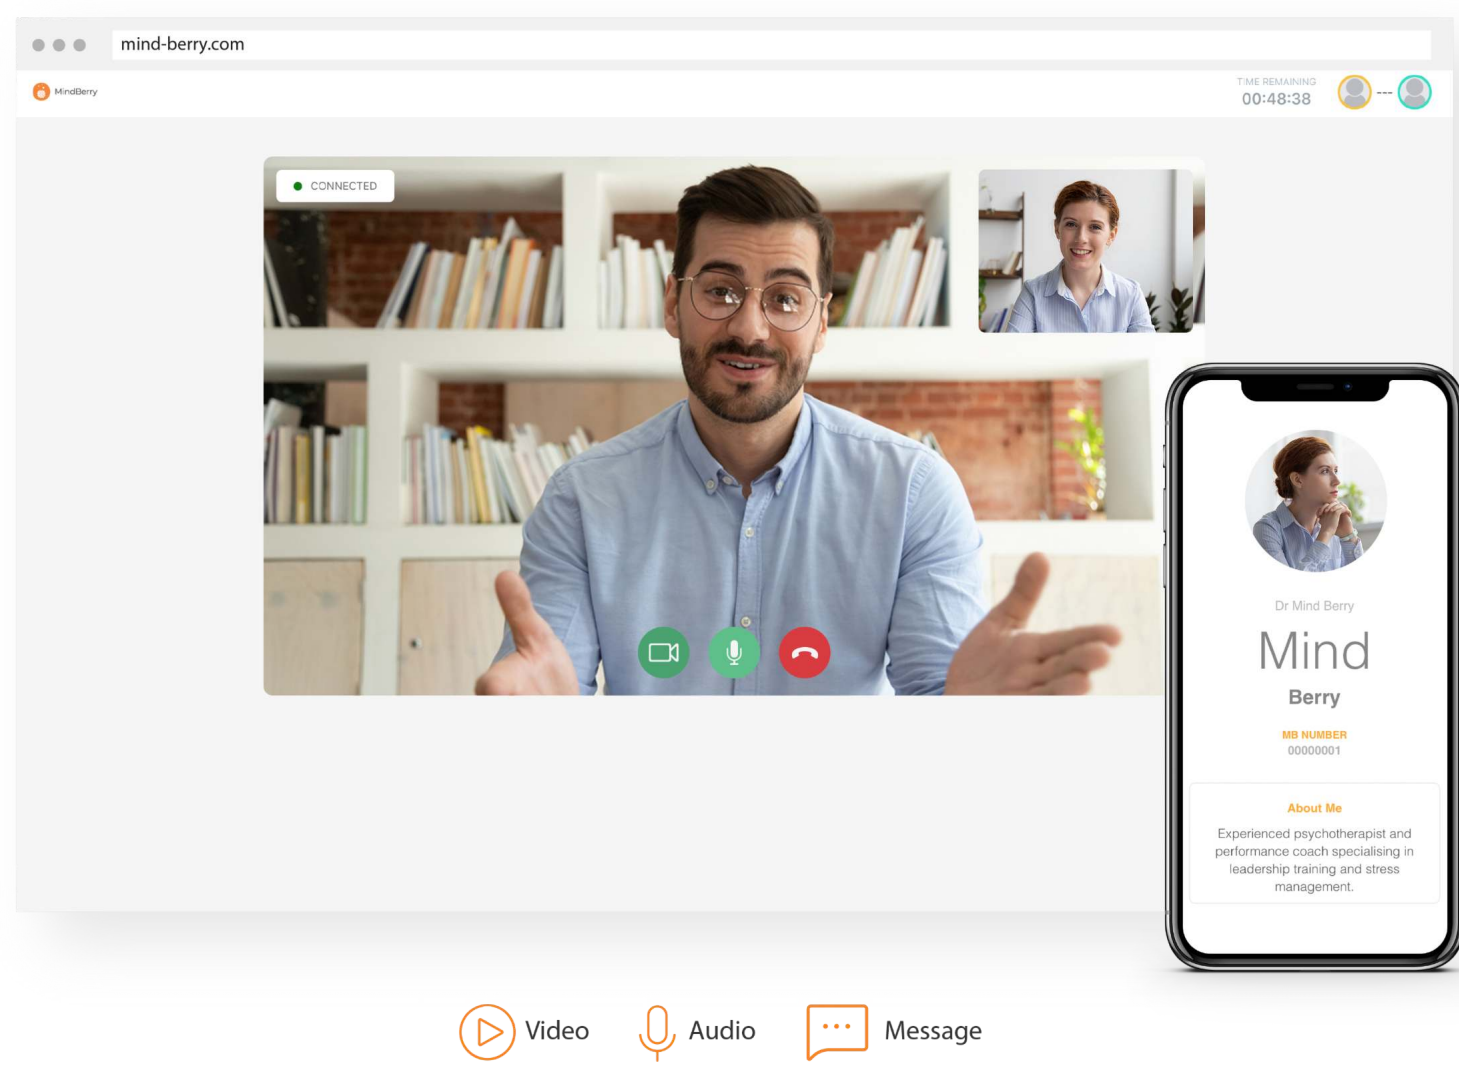 mind-berry.com
MindBerry
TIME REMAINING
00:48:38
CONNECTED
Dr Mind Berry
Mind
Berry
MB NUMBER
00000001
About Me
Experienced psychotherapist and
performance coach specialising in
leadership training and stress
management.
Video
Audio
Message